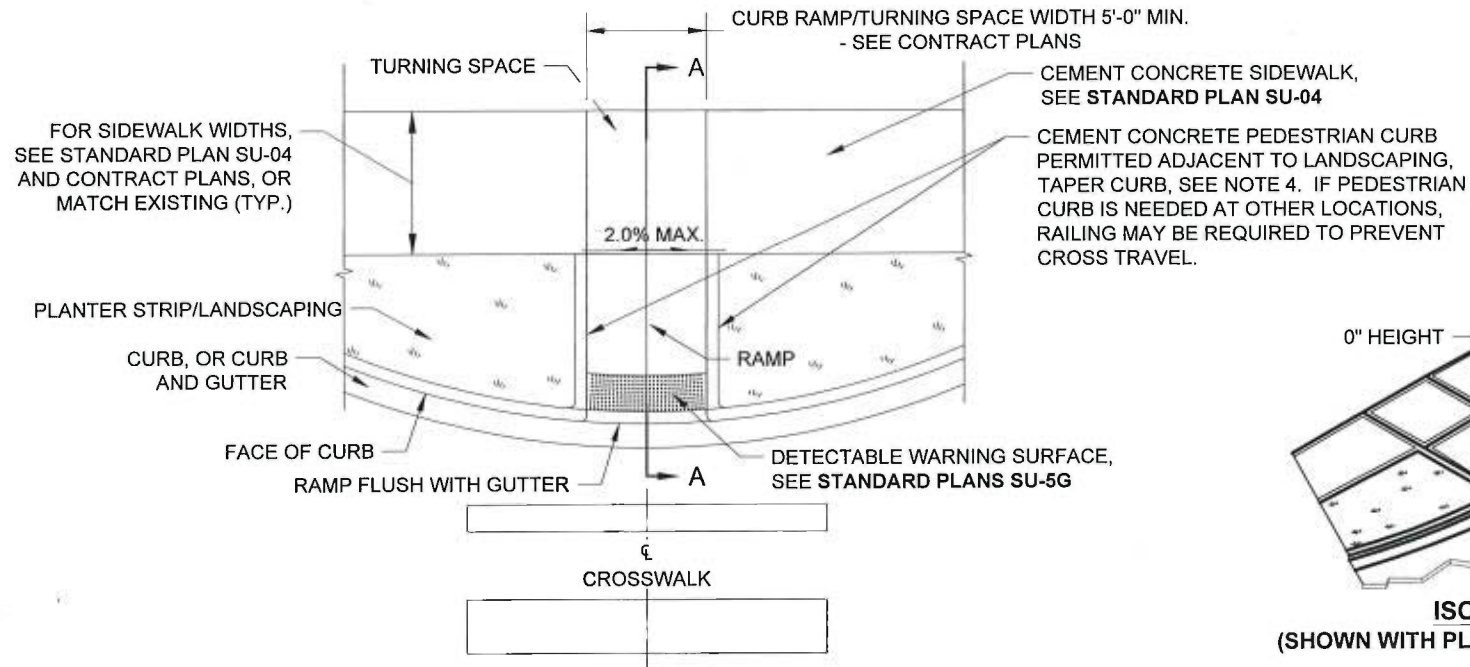 CURB RAMP/TURNING SPACE WIDTH 5'-0" MIN.
- SEE CONTRACT PLANS
TURNING SPACE
A
CEMENT CONCRETE SIDEWALK,
SEE STANDARD PLAN SU-04
FOR SIDEWALK WIDTHS,
SEE STANDARD PLAN SU-04
AND CONTRACT PLANS, OR
MATCH EXISTING (TYP.)
CEMENT CONCRETE PEDESTRIAN CURB
PERMITTED ADJACENT TO LANDSCAPING,
TAPER CURB, SEE NOTE 4. IF PEDESTRIAN
CURB IS NEEDED AT OTHER LOCATIONS,
RAILING MAY BE REQUIRED TO PREVENT
CROSS TRAVEL.
2.0% MAX.
PLANTER STRIP/LANDSCAPING
CURB, OR CURB
AND GUTTER
RAMP
0" HEIGHT
FACE OF CURB
RAMP FLUSH WITH GUTTER
A
DETECTABLE WARNING SURFACE,
SEE STANDARD PLANS SU-5G
℄
CROSSWALK
ISO
(SHOWN WITH PL